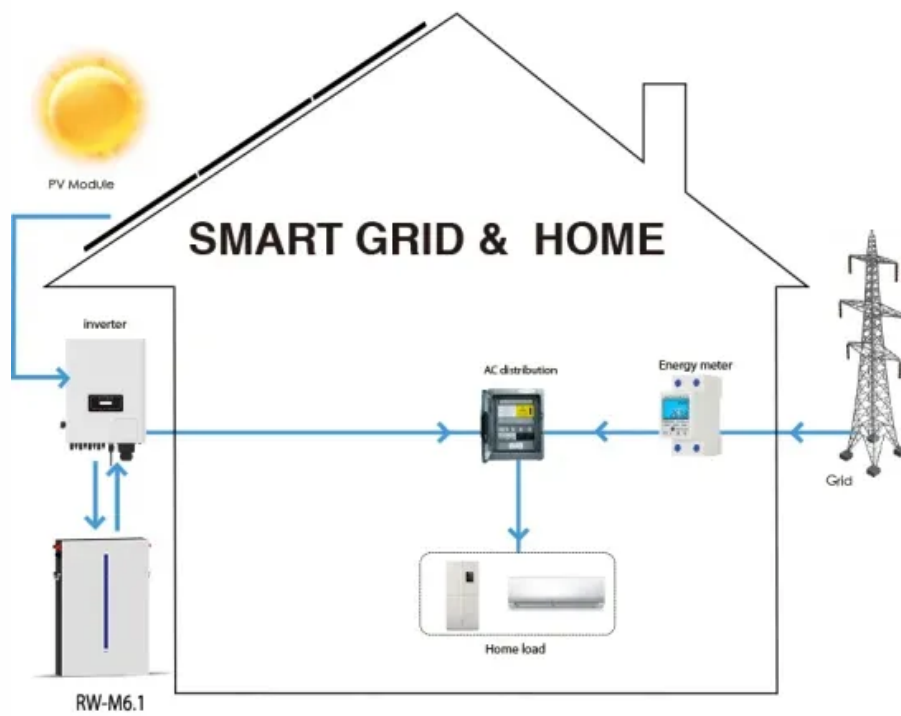 PV Module
SMART GRID & HOME
inverter
AC distribution
Energy meter
Grid
Home load
RW-M6.1